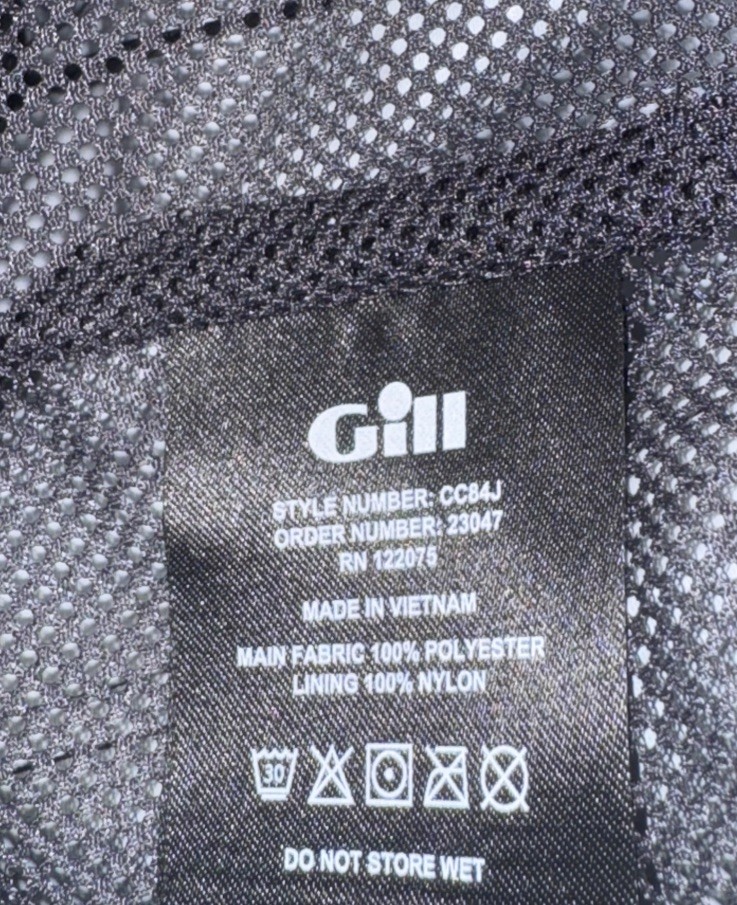 Gill
STYLE NUMBER: CC84J
ORDER NUMBER: 23047
RN 122075
MADE IN VIETNAM
MAIN FABRIC 100% POLYESTER
LINING 100% NYLON
30
DO NOT STORE WET